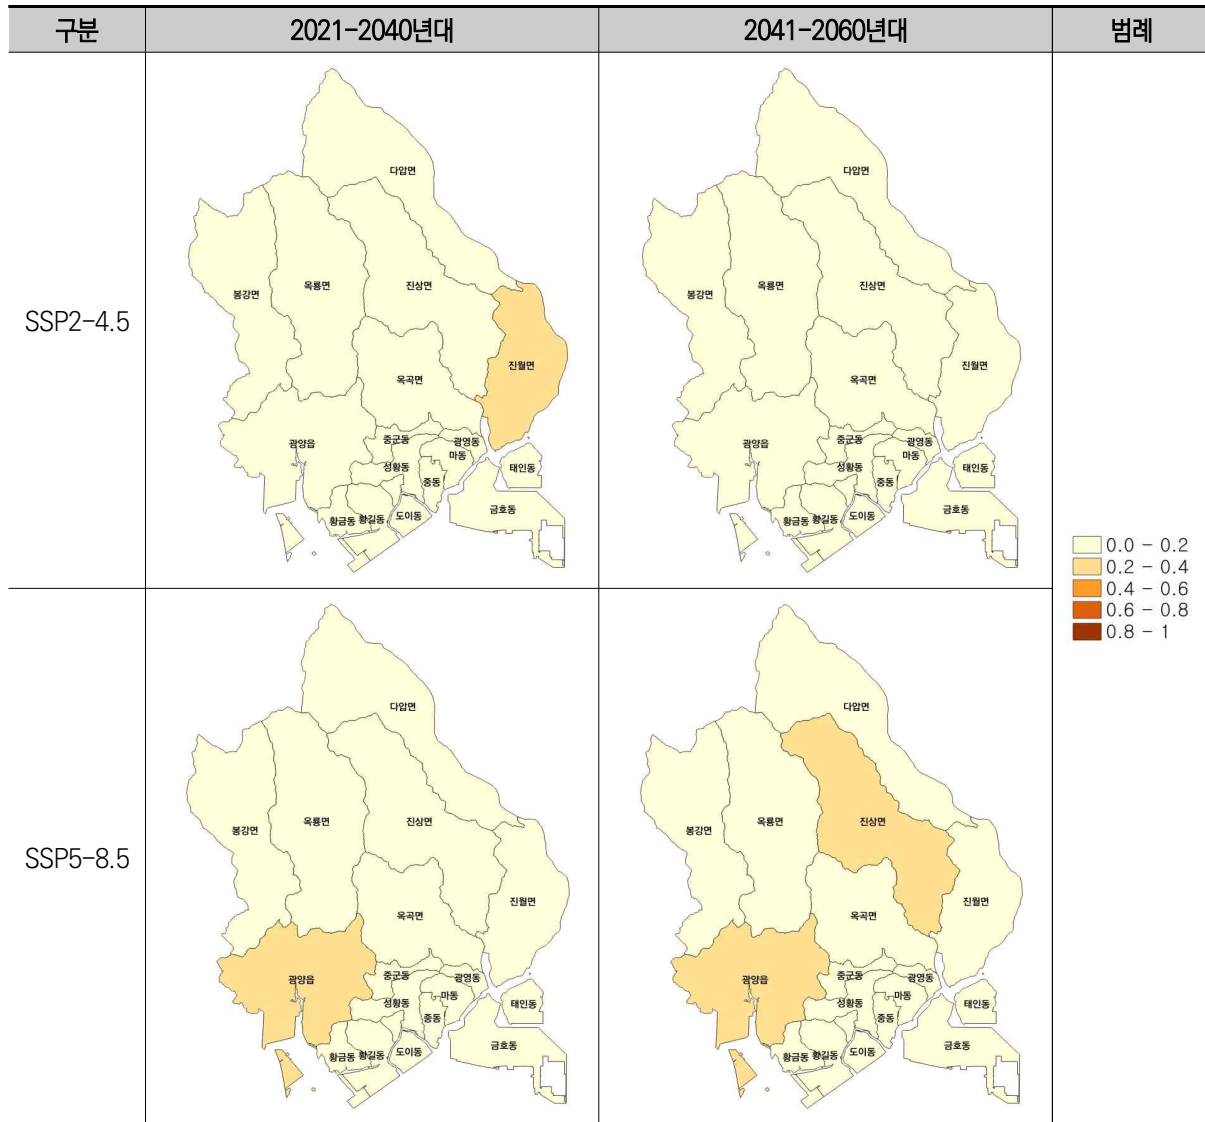 구분 2021-2040년대 2041-2060년대 범례
SSP2-4.5
다압면
봉강면
옥룡면
진상면
진월면
옥곡면
광양읍
중군동
광영동
마동
성황동
중동
태인동
황금동
황길동
도이동
금호동
다압면
봉강면
옥룡면
진상면
진월면
옥곡면
광양읍
중군동
광영동
마동
성황동
중동
태인동
황금동
황길동
도이동
금호동
0.0 - 0.2
0.2 - 0.4
0.4 - 0.6
0.6 - 0.8
0.8 - 1
SSP5-8.5
다압면
봉강면
옥룡면
진상면
진월면
옥곡면
광양읍
중군동
광영동
마동
성황동
중동
태인동
황금동
황길동
도이동
금호동
다압면
봉강면
옥룡면
진상면
진월면
옥곡면
광양읍
중군동
광영동
마동
성황동
중동
태인동
황금동
황길동
도이동
금호동